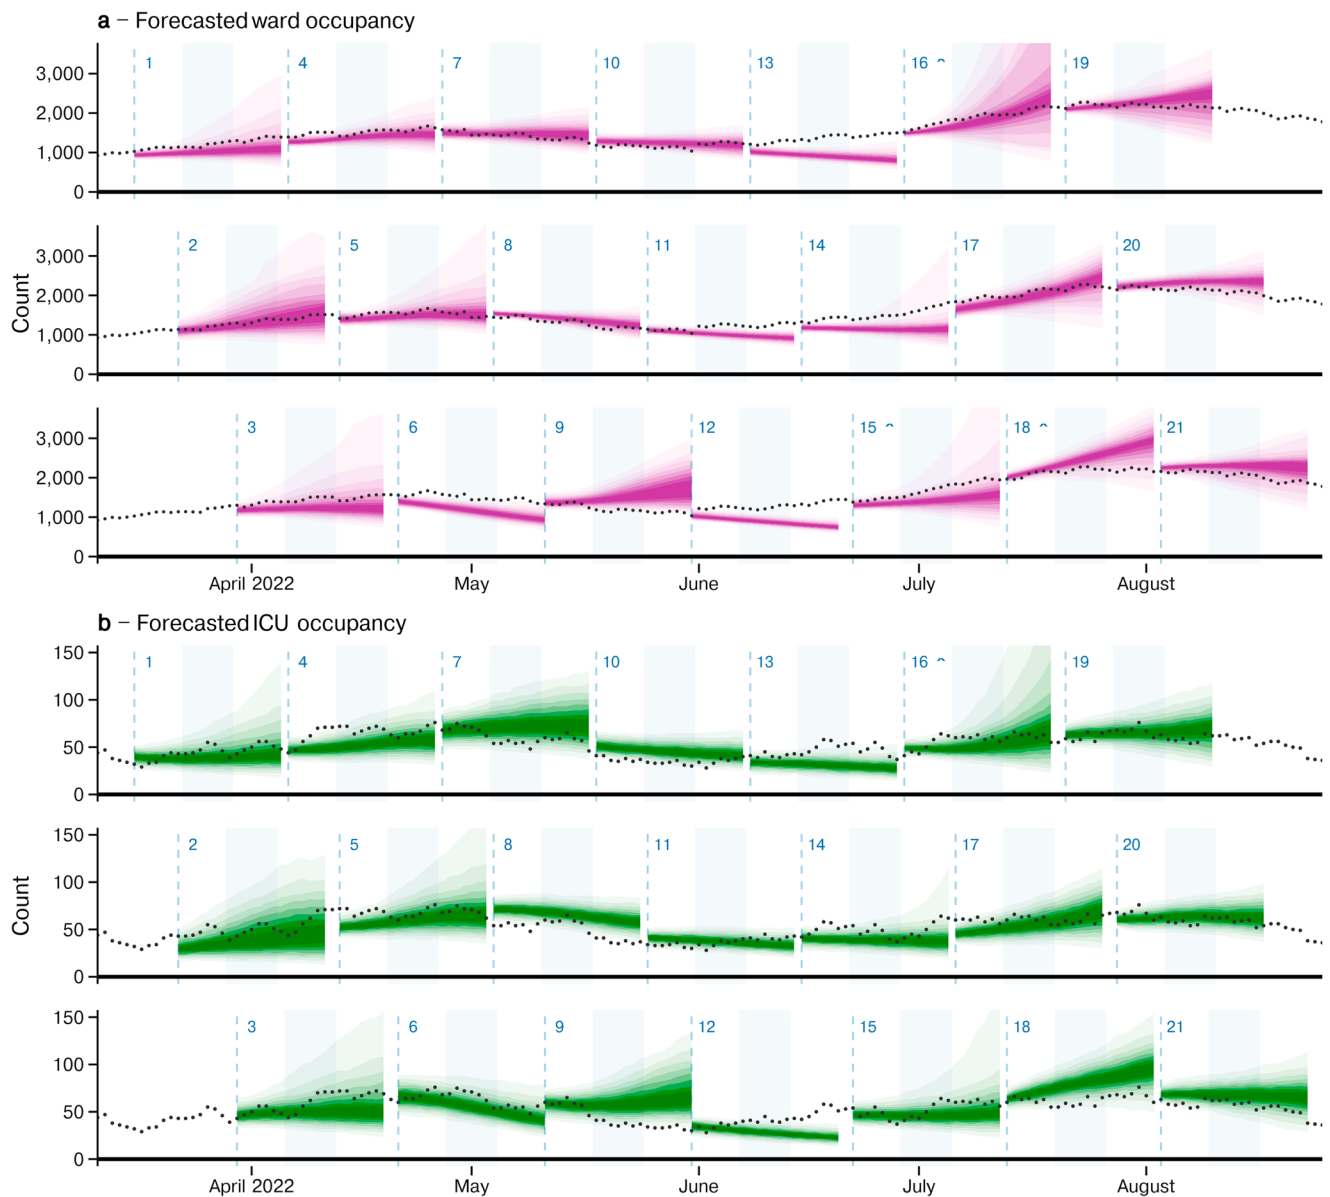 a – Forecasted ward occupancy
3,000
2,000
1,000
0
1 4 7 10 13 16 ^ 19
Count
3,000
2,000
1,000
0
2 5 8 11 14 17 20
3,000
2,000
1,000
0
3 6 9 12 15 ^ 18 ^ 21
April 2022 May June July August
b – Forecasted ICU occupancy
150
100
50
0
1 4 7 10 13 16 ^ 19
Count
150
100
50
0
2 5 8 11 14 17 20
150
100
50
0
3 6 9 12 15 18 21
April 2022 May June July August